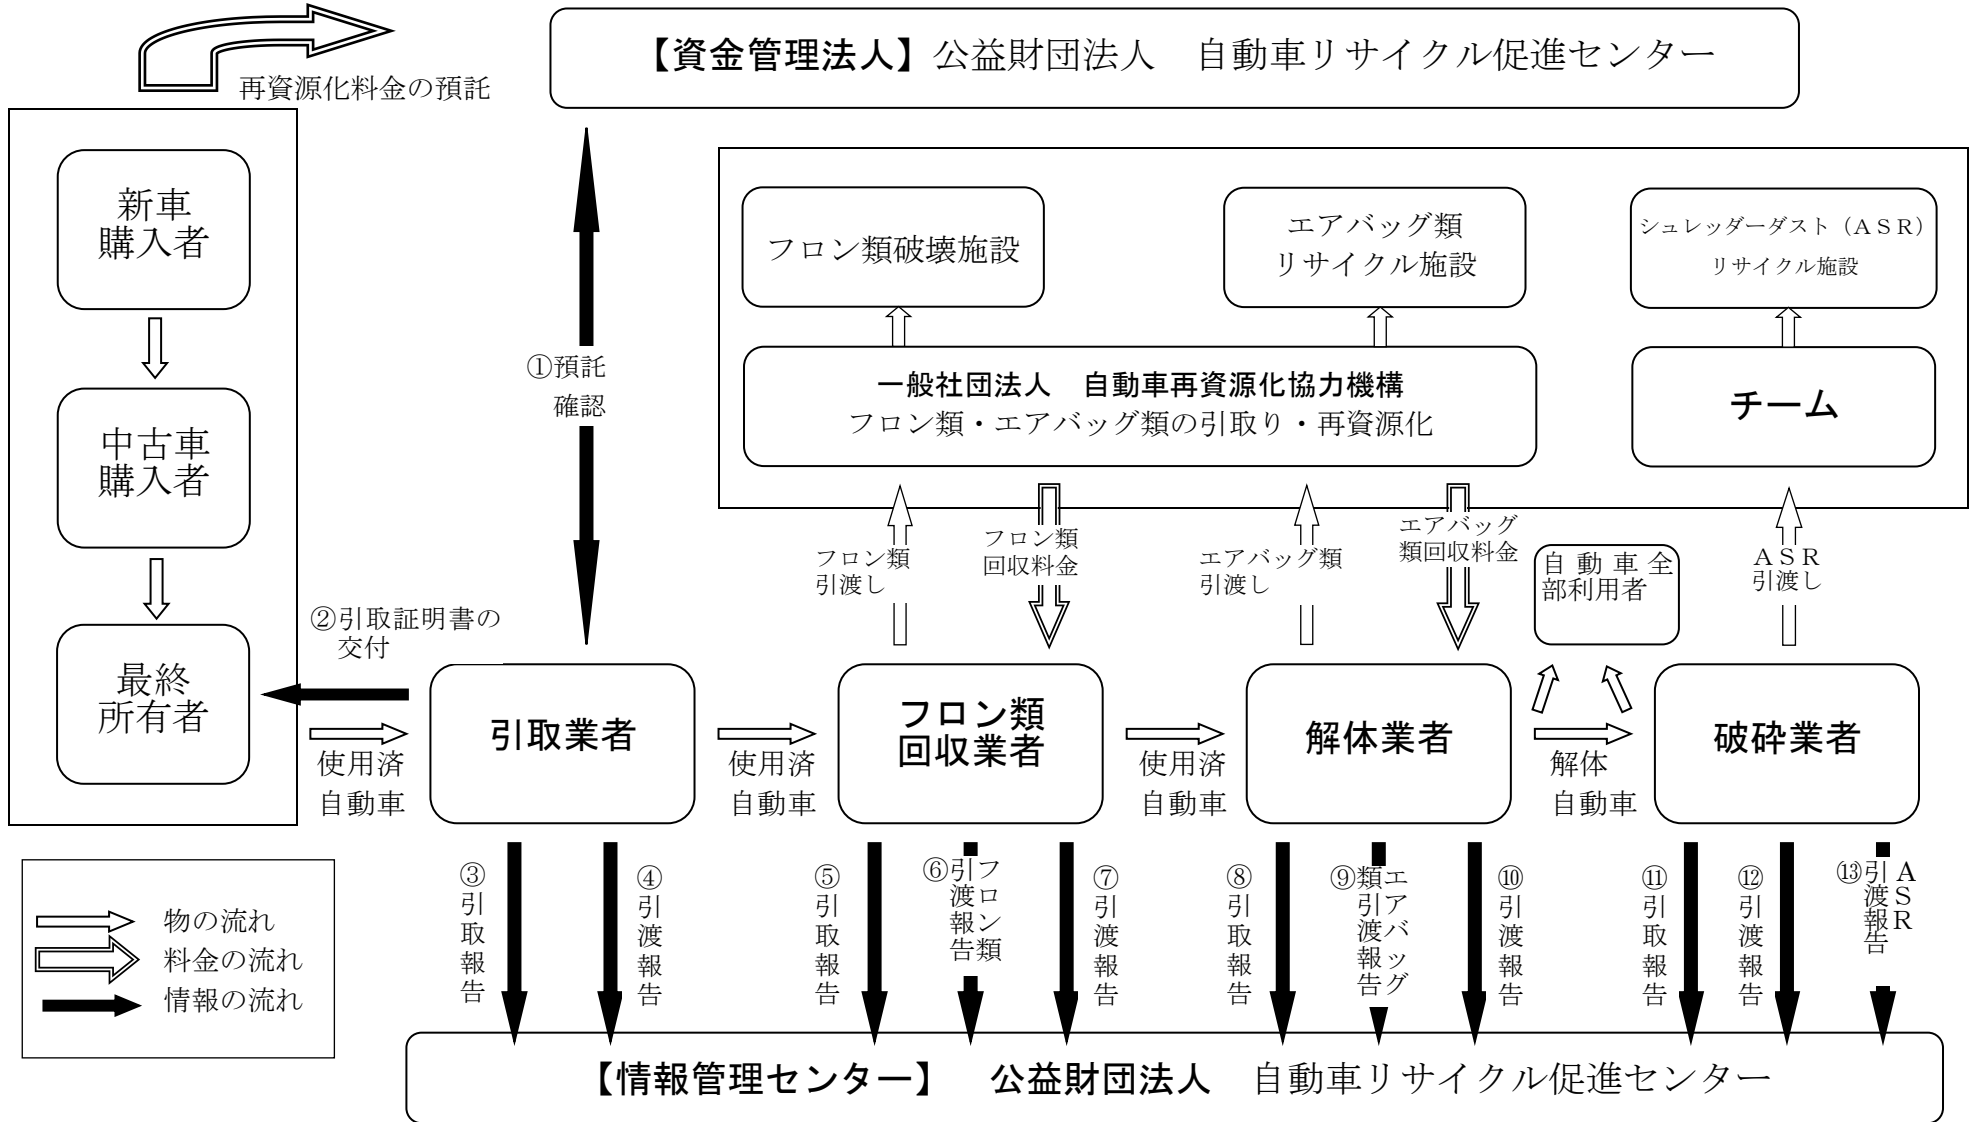 【資金管理法人】公益財団法人　自動車リサイクル促進センター
再資源化料金の預託
新車
購入者
中古車
購入者
最終
所有者
①預託
確認
②引取証明書の
交付
フロン類破壊施設
エアバッグ類
リサイクル施設
シュレッダーダスト（ＡＳＲ）
リサイクル施設
一般社団法人　自動車再資源化協力機構
フロン類・エアバッグ類の引取り・再資源化
チーム
フロン類
引渡し
フロン類
回収料金
エアバッグ類
引渡し
エアバッグ
類回収料金
自動車全
部利用者
ＡＳＲ
引渡し
使用済
自動車
引取業者
使用済
自動車
フロン類
回収業者
使用済
自動車
解体業者
解体
自動車
破砕業者
物の流れ
料金の流れ
情報の流れ
③引取報告
④引渡報告
⑤引取報告
⑥フロン類
引渡報告
⑦引渡報告
⑧引取報告
⑨エアバッグ
類引渡報告
⑩引渡報告
⑪引取報告
⑫引渡報告
⑬ＡＳＲ
引渡報告
【情報管理センター】　公益財団法人　自動車リサイクル促進センター